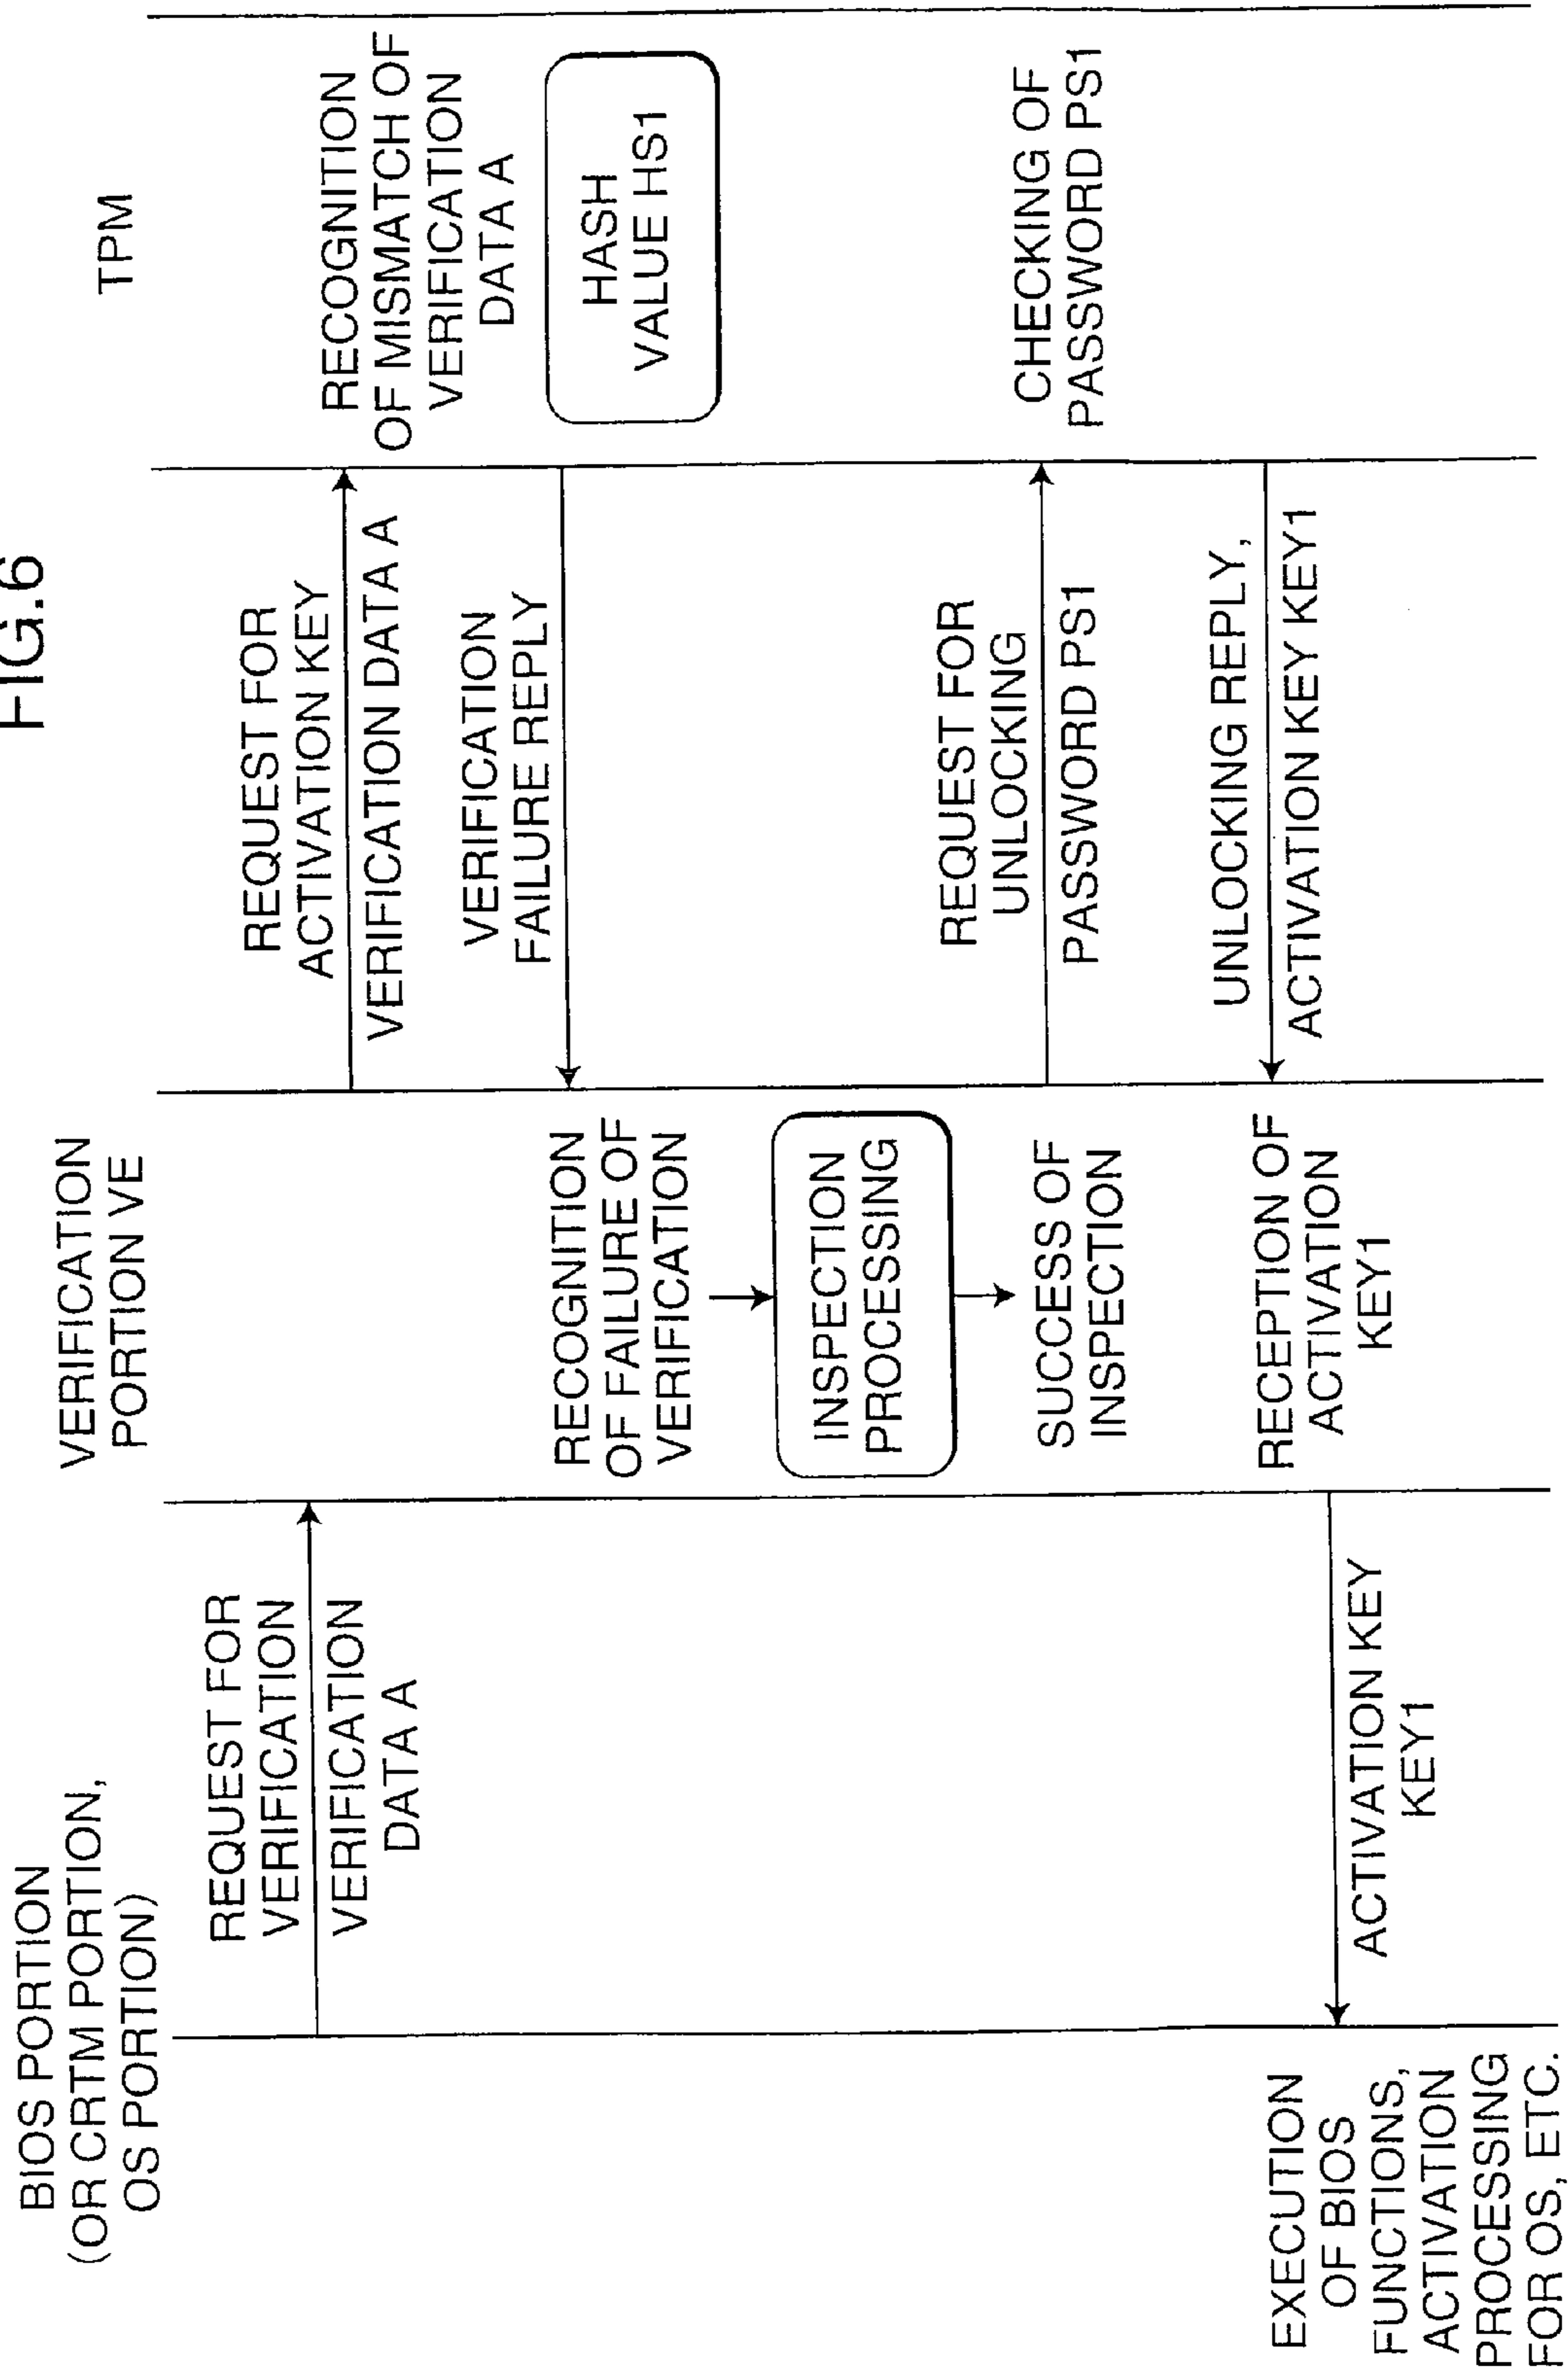 FIG.6
BIOS PORTION
(OR CRTM PORTION,
OS PORTION)
VERIFICATION
PORTION VE
TPM
REQUEST FOR
VERIFICATION
VERIFICATION
DATA A
REQUEST FOR
ACTIVATION KEY
VERIFICATION DATA A
RECOGNITION
OF MISMATCH OF
VERIFICATION
DATA A
HASH
VALUE HS1
VERIFICATION
FAILURE REPLY
RECOGNITION
OF FAILURE OF
VERIFICATION
INSPECTION
PROCESSING
SUCCESS OF
INSPECTION
REQUEST FOR
UNLOCKING
PASSWORD PS1
CHECKING OF
PASSWORD PS1
UNLOCKING REPLY,
ACTIVATION KEY KEY1
RECEPTION OF
ACTIVATION
KEY1
ACTIVATION KEY
KEY1
EXECUTION
OF BIOS
FUNCTIONS,
ACTIVATION
PROCESSING
FOR OS, ETC.